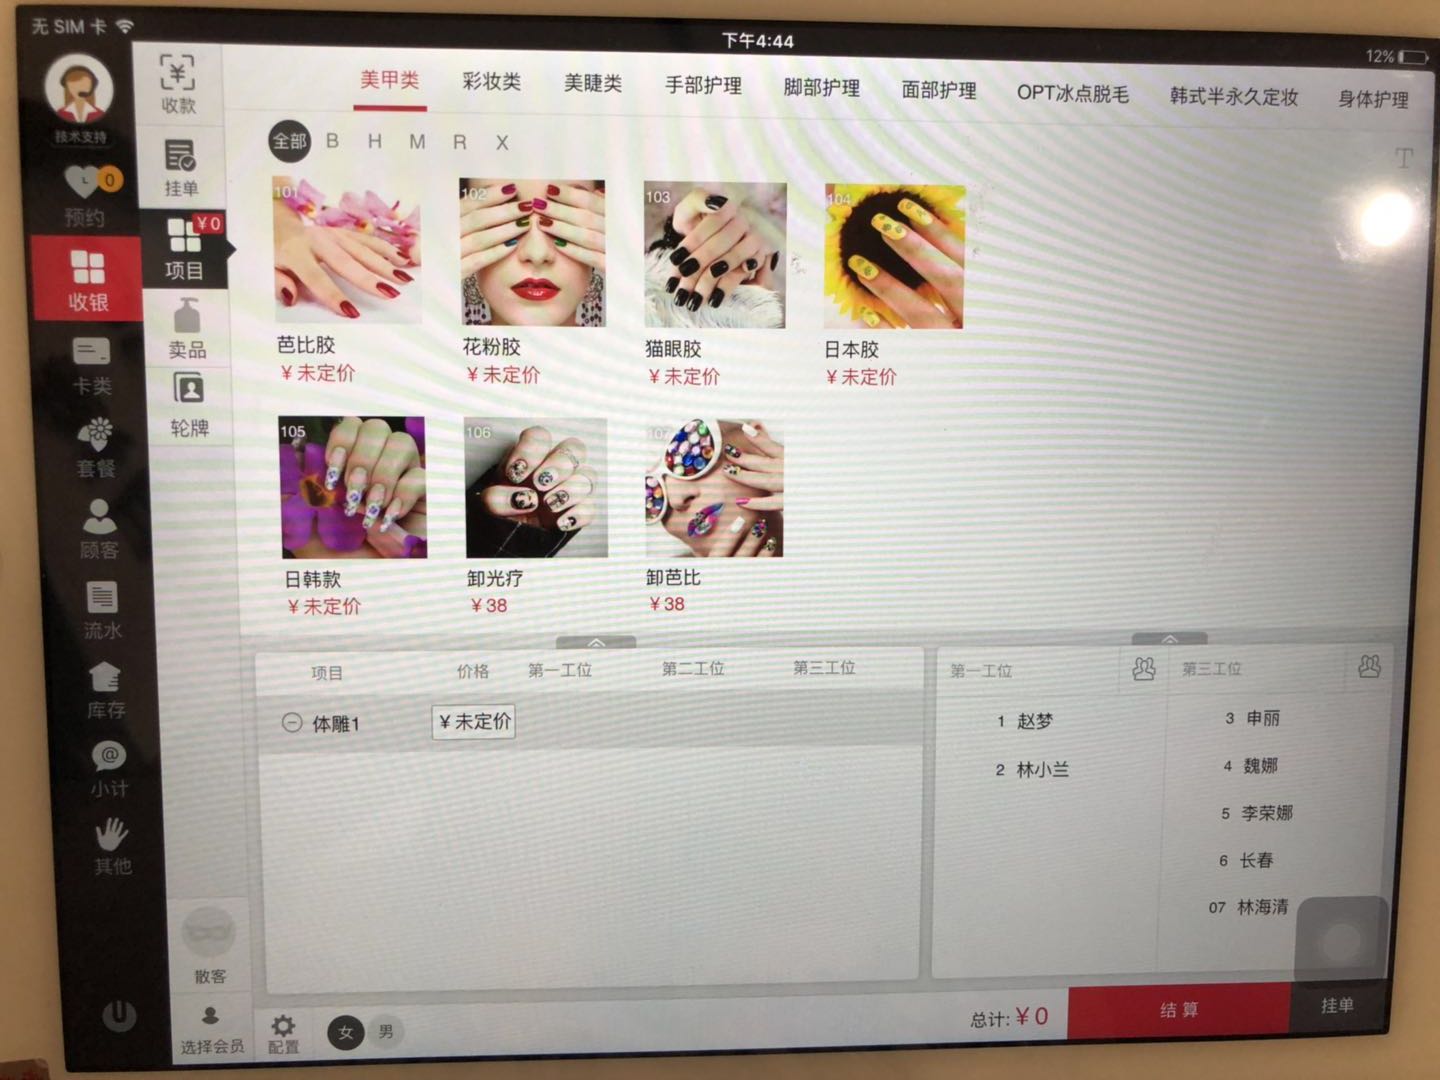 无 SIM 卡
下午4:44
12%
技术支持
0
预约
收银
卡类
套餐
顾客
流水
库存
@
小计
其他
¥
收款
挂单
¥0
项目
卖品
轮牌
散客
选择会员
美甲类 彩妆类 美睫类 手部护理 脚部护理 面部护理 OPT冰点脱毛 韩式半永久定妆 身体护理
全部 B H M R X
T
101 102 103 104
芭比胶 花粉胶 猫眼胶 日本胶
¥未定价 ¥未定价 ¥未定价 ¥未定价
105 106 107
日韩款 卸光疗 卸芭比
¥未定价 ¥38 ¥38
项目 价格 第一工位 第二工位 第三工位
体雕1 ¥未定价
第一工位 第三工位
1 赵梦
2 林小兰
3 申丽
4 魏娜
5 李荣娜
6 长春
07 林海清
配置
女 男
总计:¥0
结算
挂单